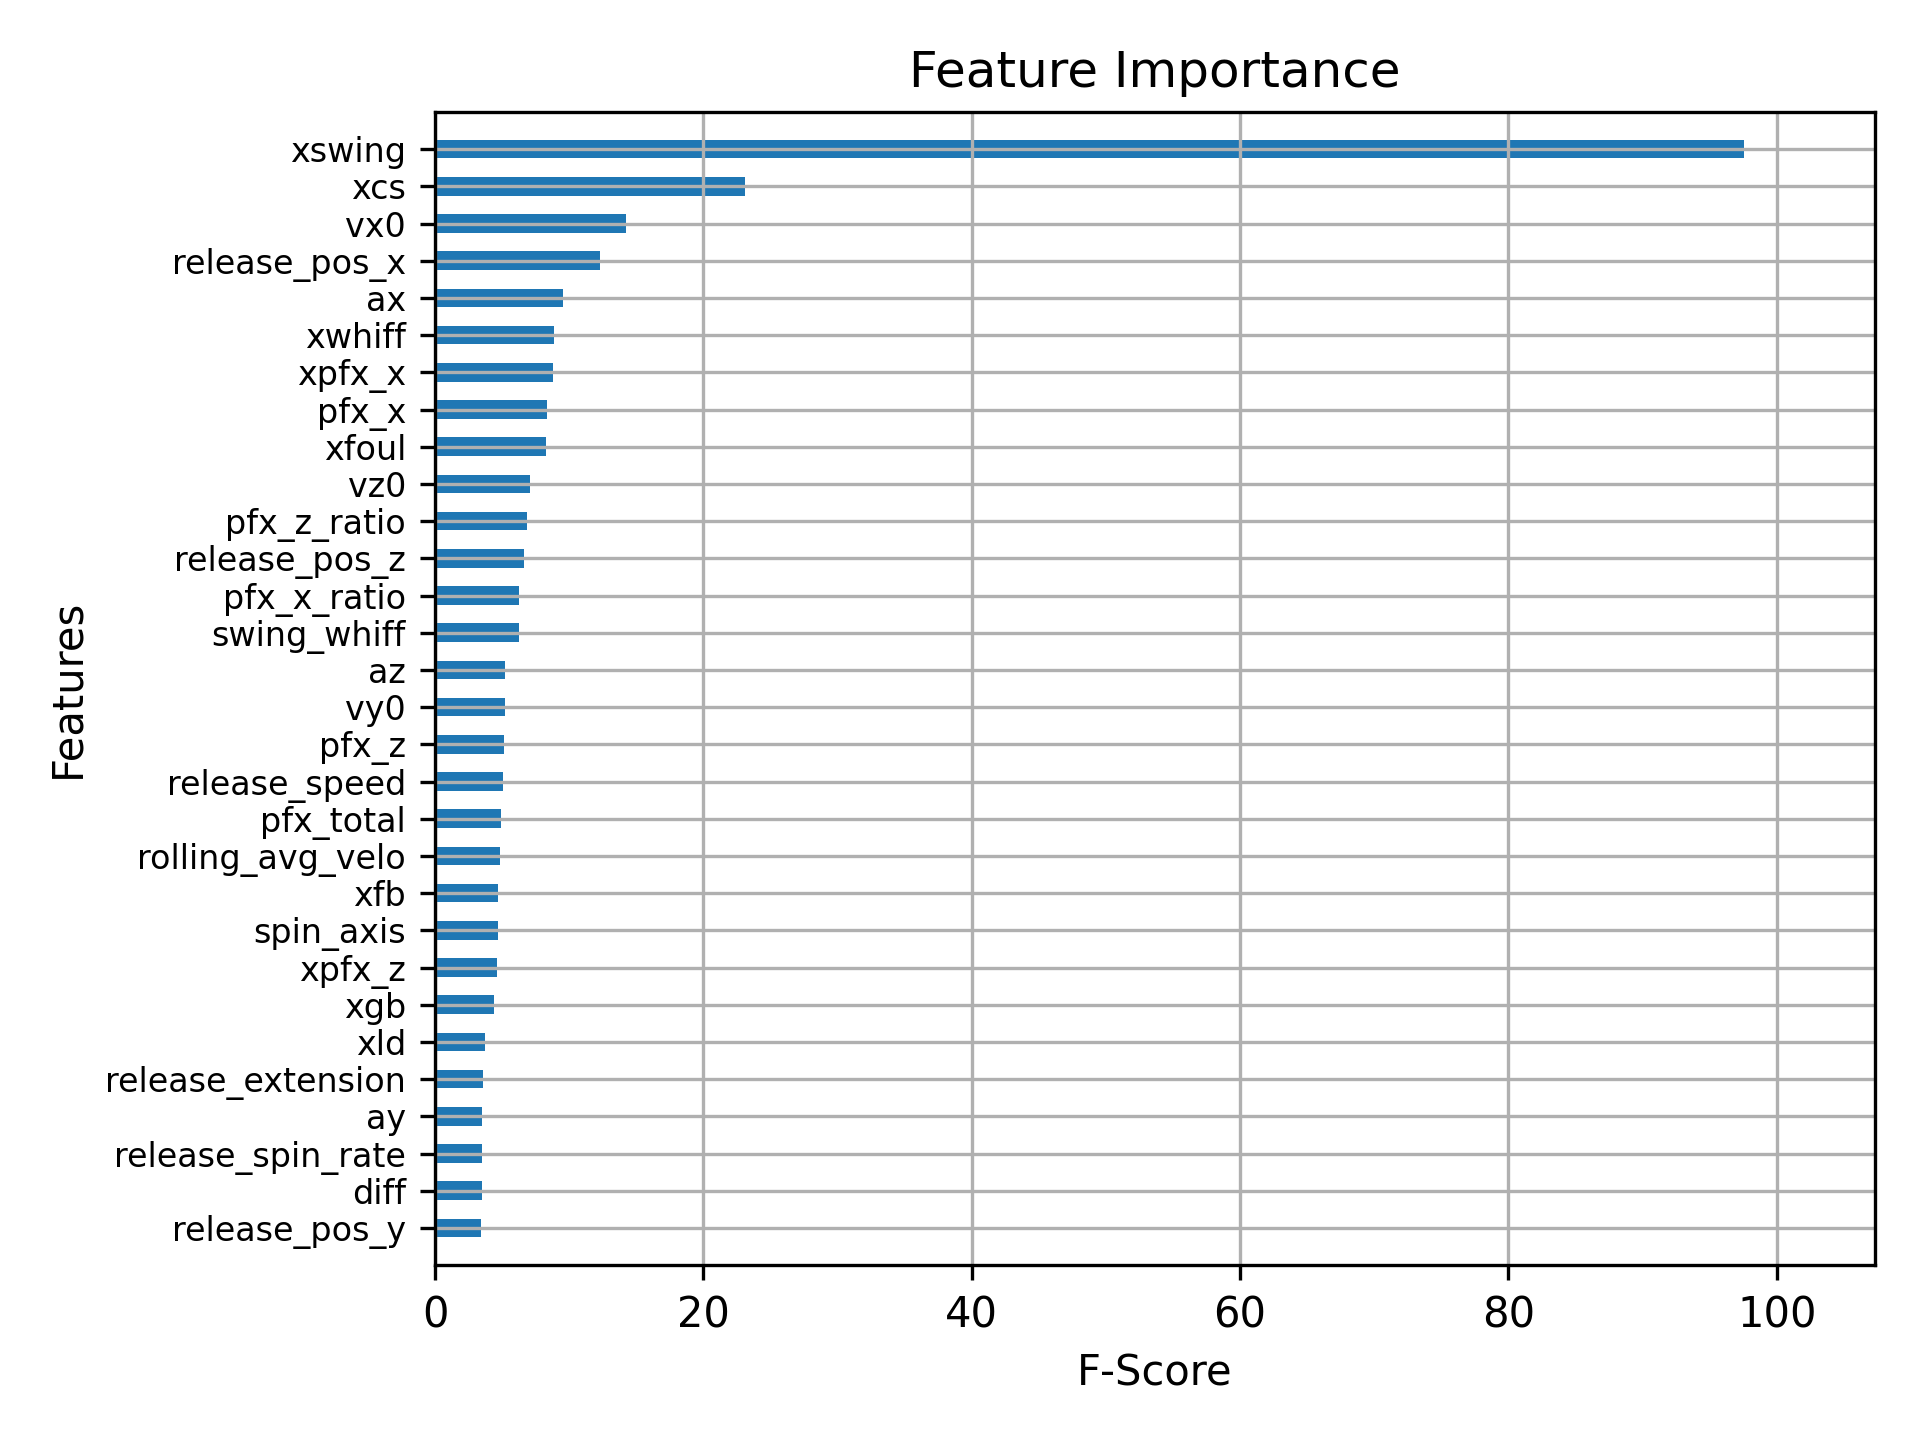 Feature Importance
xswing
xcs
vx0
release_pos_x
ax
xwhiff
xpfx_x
pfx_x
xfoul
vz0
pfx_z_ratio
release_pos_z
pfx_x_ratio
swing_whiff
az
vy0
pfx_z
release_speed
pfx_total
rolling_avg_velo
xfb
spin_axis
xpfx_z
xgb
xld
release_extension
ay
release_spin_rate
diff
release_pos_y
Features
0 20 40 60 80 100
F-Score